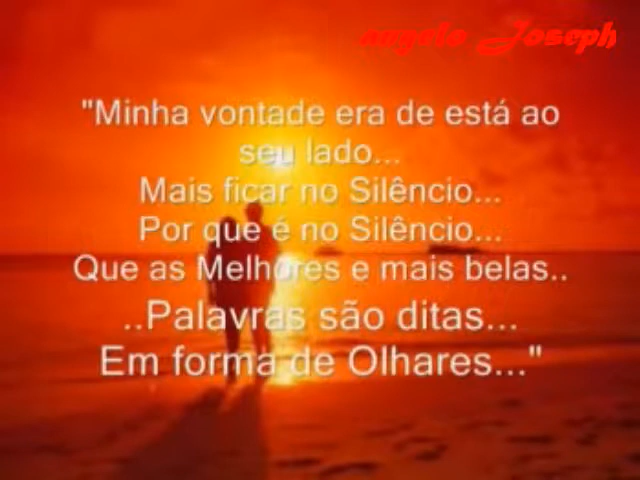 angelo Joseph
"Minha vontade era de está ao
seu lado...
Mais ficar no Silêncio...
Por que é no Silêncio...
Que as Melhores e mais belas..
..Palavras são ditas...
Em forma de Olhares..."